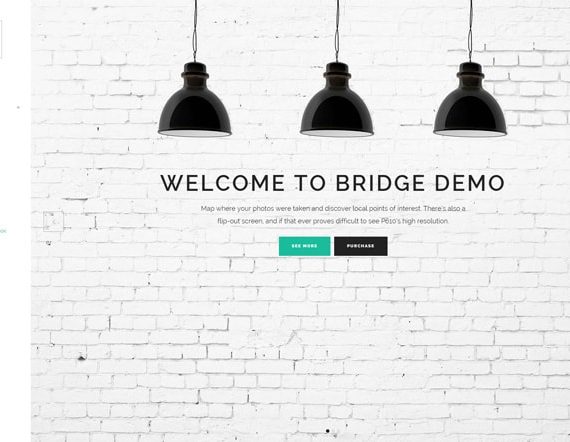 WELCOME TO BRIDGE DEMO
Map where your photos were taken and discover local points of interest. There's also a
flip-out screen, and if that ever proves difficult to see P610's high resolution.
SEE MORE
PURCHASE